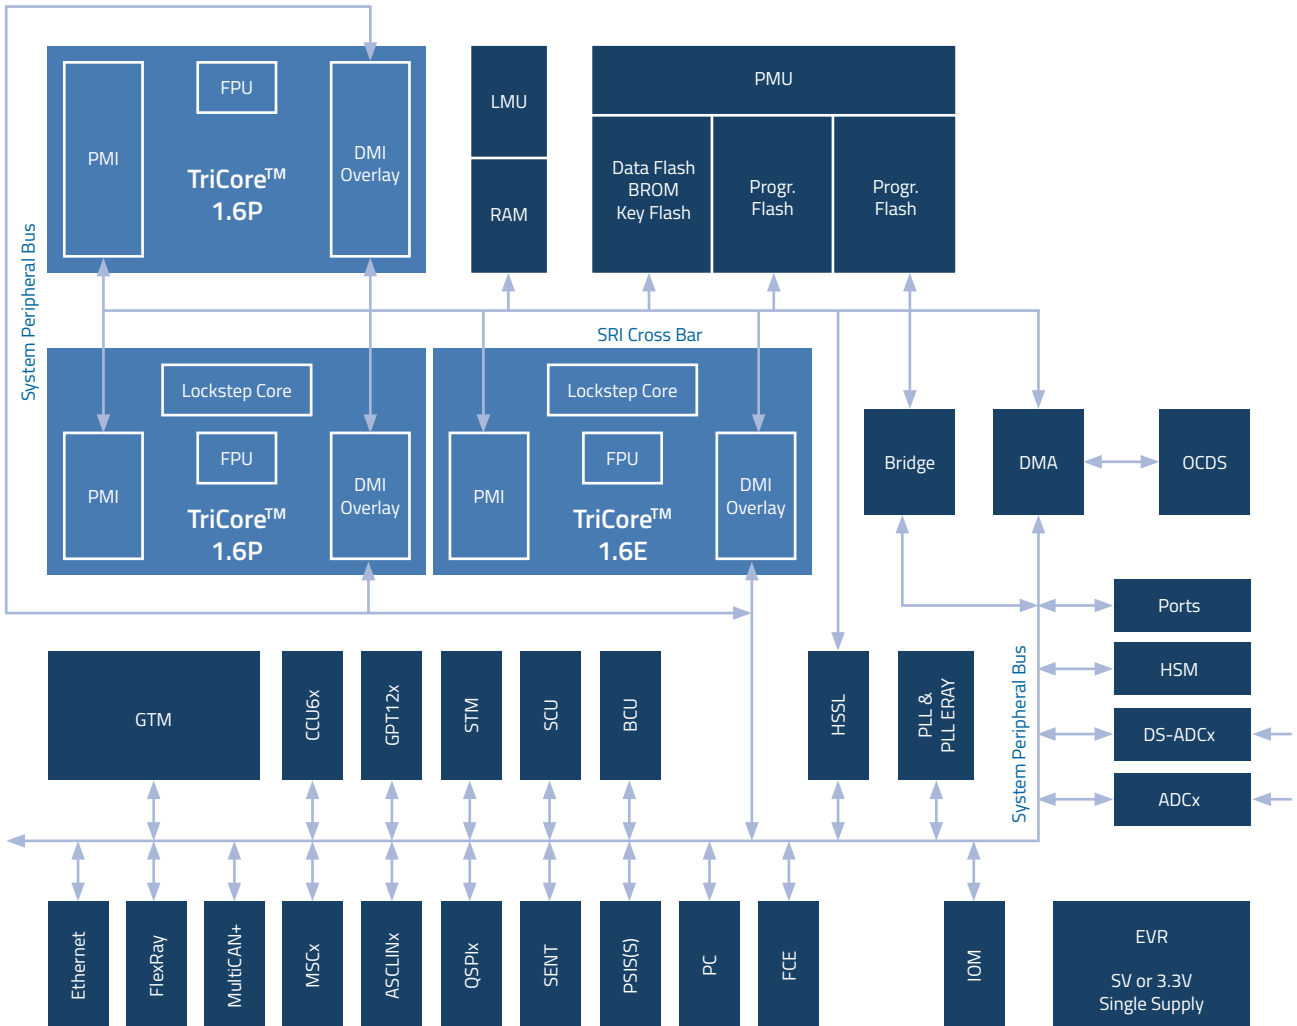 System Peripheral Bus
PMI
FPU
TriCore™
1.6P
DMI
Overlay
LMU
RAM
PMU
Data Flash
BROM
Key Flash
Progr.
Flash
Progr.
Flash
SRI Cross Bar
Lockstep Core
PMI
FPU
TriCore™
1.6P
DMI
Overlay
Lockstep Core
PMI
FPU
TriCore™
1.6E
DMI
Overlay
Bridge
DMA
OCDS
Ports
HSM
DS-ADCx
ADCx
System Peripheral Bus
GTM
CCU6x
GPT12x
STM
SCU
BCU
HSSL
PLL &
PLL ERAY
Ethernet
FlexRay
MultiCAN+
MSCx
ASCLINx
QSPIx
SENT
PSIS(S)
PC
FCE
IOM
EVR
SV or 3.3V
Single Supply